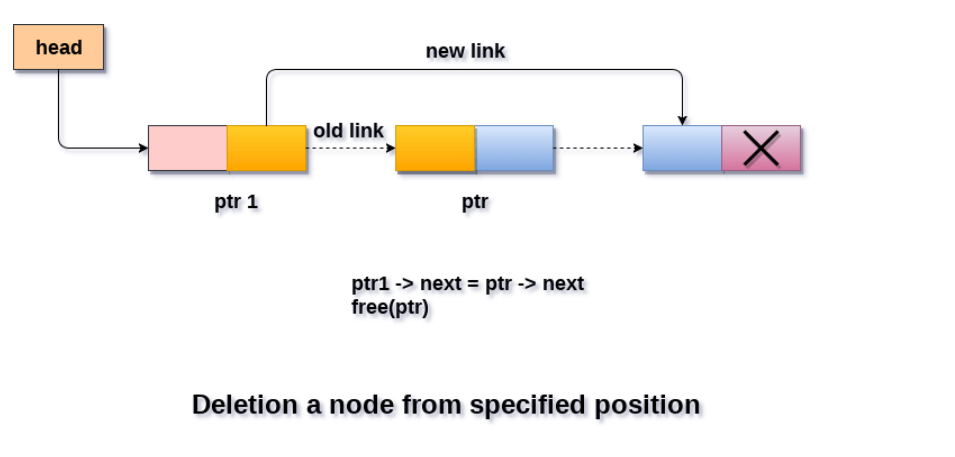 head
new link
old link
ptr 1
ptr
ptr1 -> next = ptr -> next
free(ptr)
Deletion a node from specified position